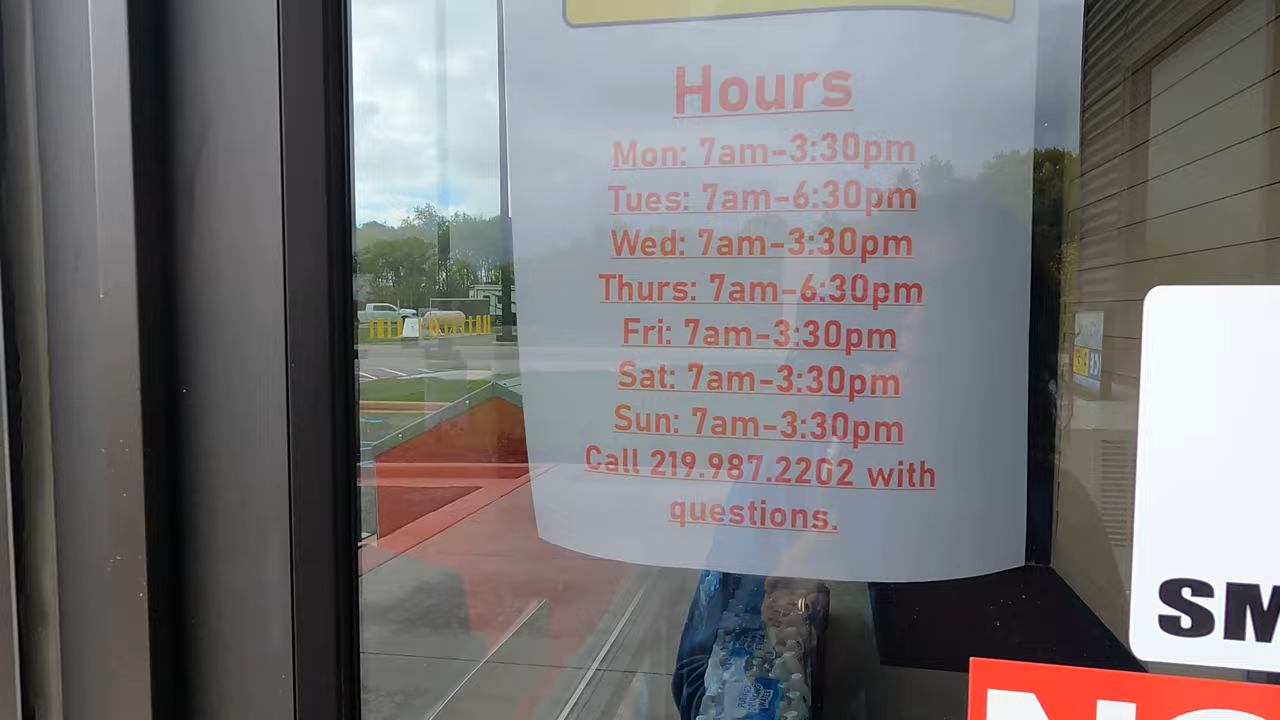 Hours
Mon: 7am-3:30pm
Tues: 7am-6:30pm
Wed: 7am-3:30pm
Thurs: 7am-6:30pm
Fri: 7am-3:30pm
Sat: 7am-3:30pm
Sun: 7am-3:30pm
Call 219.987.2202 with
questions.
SM
NO